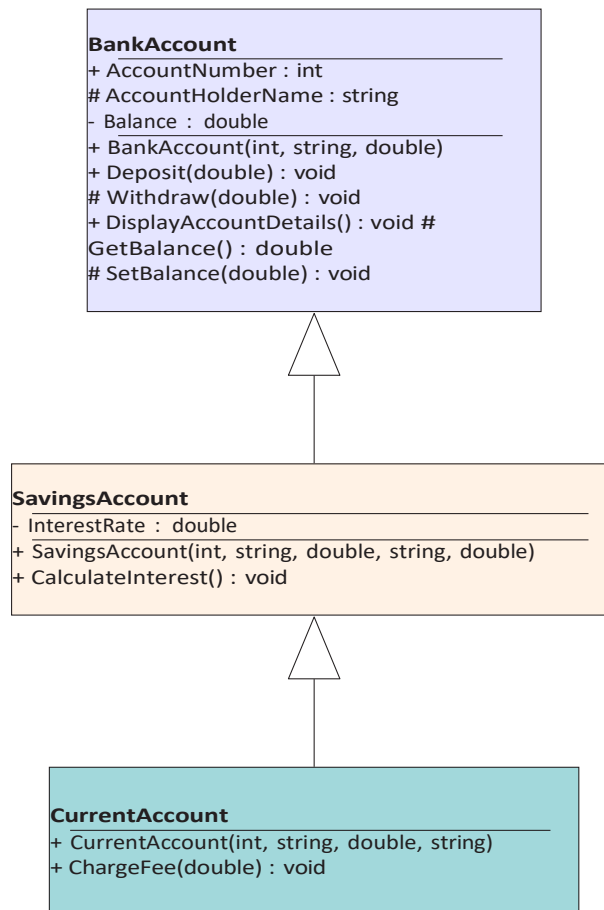 BankAccount
+ AccountNumber : int
# AccountHolderName : string
- Balance : double
+ BankAccount(int, string, double)
+ Deposit(double) : void
# Withdraw(double) : void
+ DisplayAccountDetails() : void #
GetBalance() : double
# SetBalance(double) : void
SavingsAccount
- InterestRate : double
+ SavingsAccount(int, string, double, string, double)
+ CalculateInterest() : void
CurrentAccount
+ CurrentAccount(int, string, double, string)
+ ChargeFee(double) : void